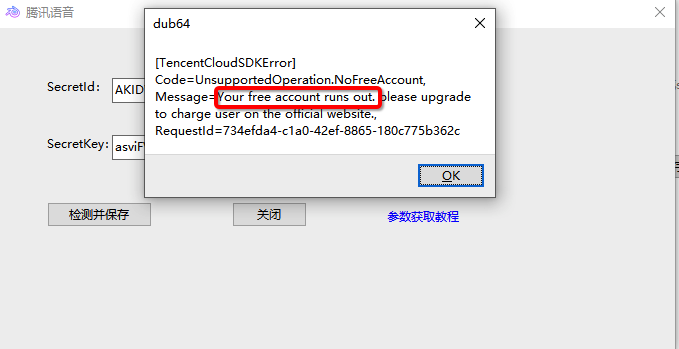 腾讯语音
dub64
[TencentCloudSDKError]
Code=UnsupportedOperation.NoFreeAccount,
Message=Your free account runs out. please upgrade
to charge user on the official website.,
RequestId=734efda4-c1a0-42ef-8865-180c775b362c
OK
SecretId:
AKID
SecretKey:
检测并保存
关闭
参数获取教程